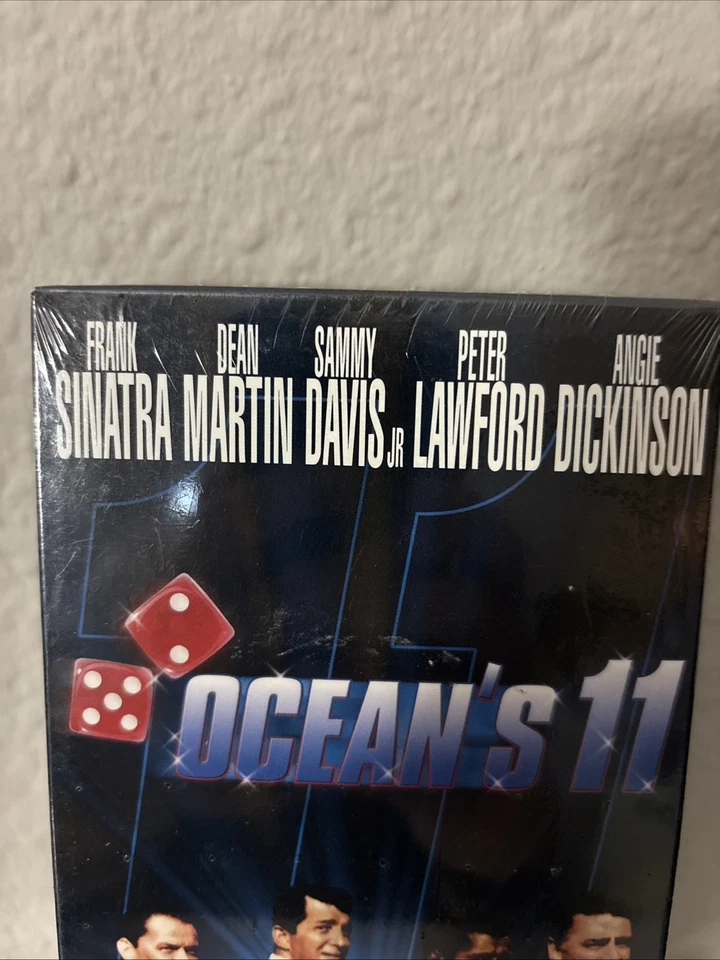 FRANK DEAN SAMMY PETER ANGIE
SINATRA MARTIN DAVIS JR LAWFORD DICKINSON
OCEAN'S 11